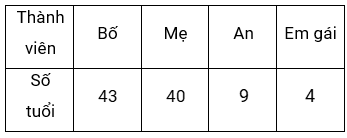 Thành viên Bố Mẹ An Em gái
Số tuổi 43 40 9 4